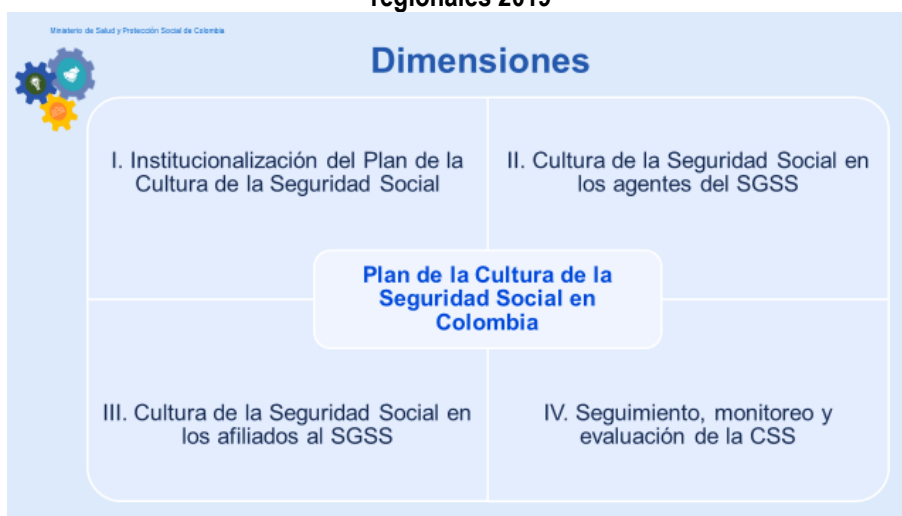 regionales 2019
Ministerio de Salud y Protección Social de Colombia
Dimensiones
I. Institucionalización del Plan de la
Cultura de la Seguridad Social
II. Cultura de la Seguridad Social en
los agentes del SGSS
Plan de la Cultura de la
Seguridad Social en
Colombia
III. Cultura de la Seguridad Social en
los afiliados al SGSS
IV. Seguimiento, monitoreo y
evaluación de la CSS